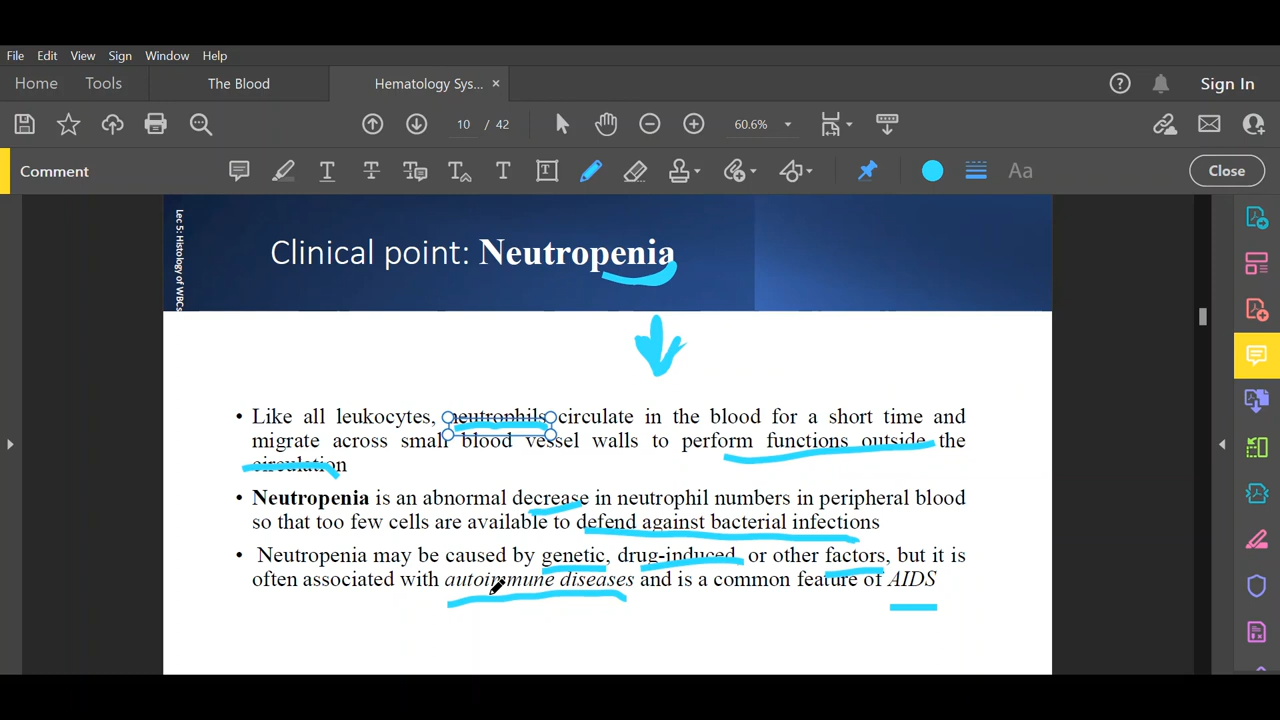 File Edit View Sign Window Help
Home Tools The Blood Hematology Sys... × ? Sign In
10 / 42 60.6%
Comment T T T T T Aa Close
Lec 5: Histology of WBCs
Clinical point: Neutropenia
• Like all leukocytes, neutrophils circulate in the blood for a short time and
migrate across small blood vessel walls to perform functions outside the
circulation
• Neutropenia is an abnormal decrease in neutrophil numbers in peripheral blood
so that too few cells are available to defend against bacterial infections
• Neutropenia may be caused by genetic, drug-induced, or other factors, but it is
often associated with autoimmune diseases and is a common feature of AIDS